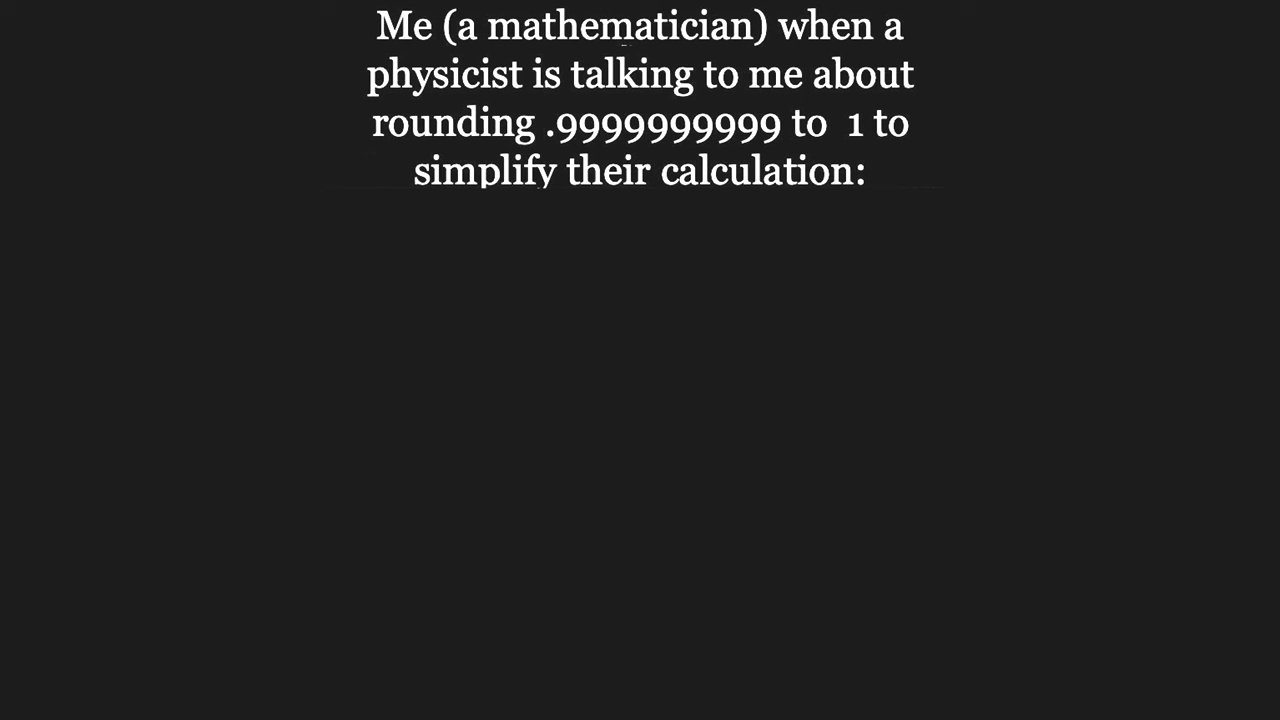 Me (a mathematician) when a
physicist is talking to me about
rounding .9999999999 to  1 to
simplify their calculation: